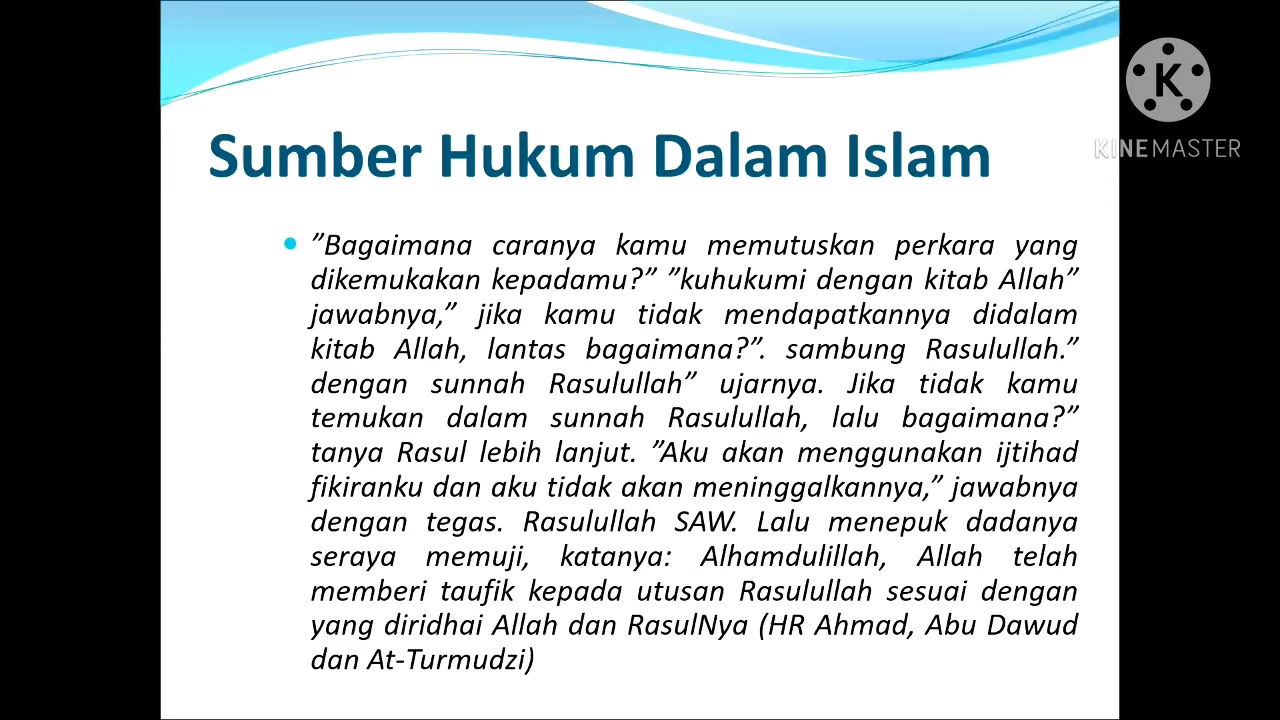 Sumber Hukum Dalam Islam
”Bagaimana caranya kamu memutuskan perkara yang
dikemukakan kepadamu?” ”kuhukumi dengan kitab Allah”
jawabnya,” jika kamu tidak mendapatkannya didalam
kitab Allah, lantas bagaimana?”. sambung Rasulullah.”
dengan sunnah Rasulullah” ujarnya. Jika tidak kamu
temukan dalam sunnah Rasulullah, lalu bagaimana?”
tanya Rasul lebih lanjut. ”Aku akan menggunakan ijtihad
fikiranku dan aku tidak akan meninggalkannya,” jawabnya
dengan tegas. Rasulullah SAW. Lalu menepuk dadanya
seraya memuji, katanya: Alhamdulillah, Allah telah
memberi taufik kepada utusan Rasulullah sesuai dengan
yang diridhai Allah dan RasulNya (HR Ahmad, Abu Dawud
dan At-Turmudzi)
K
KINEMASTER